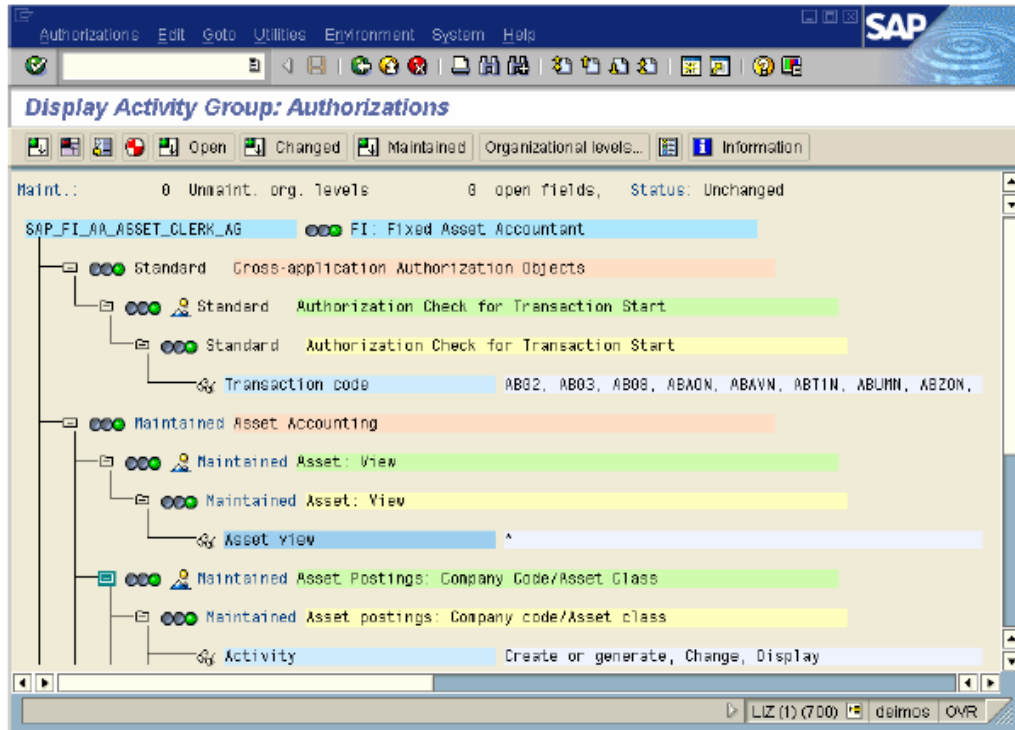 Authorizations Edit Goto Utilities Environment System Help
SAP
Display Activity Group: Authorizations
Open Changed Maintained Organizational levels... Information
Maint.: 0 Unmaint. org. levels 0 open fields, Status: Unchanged
SAP_FI_AA_ASSET_CLERK_AG FI: Fixed Asset Accountant
Standard Cross-application Authorization Objects
Standard Authorization Check for Transaction Start
Standard Authorization Check for Transaction Start
Transaction code AB02, AB03, AB08, ABAON, ABAVN, ABT1N, ABUMN, ABZON,
Maintained Asset Accounting
Maintained Asset: View
Maintained Asset: View
Asset view *
Maintained Asset Postings: Company Code/Asset Class
Maintained Asset postings: Company code/Asset class
Activity Create or generate, Change, Display
LIZ (1) (700) deimos OVR